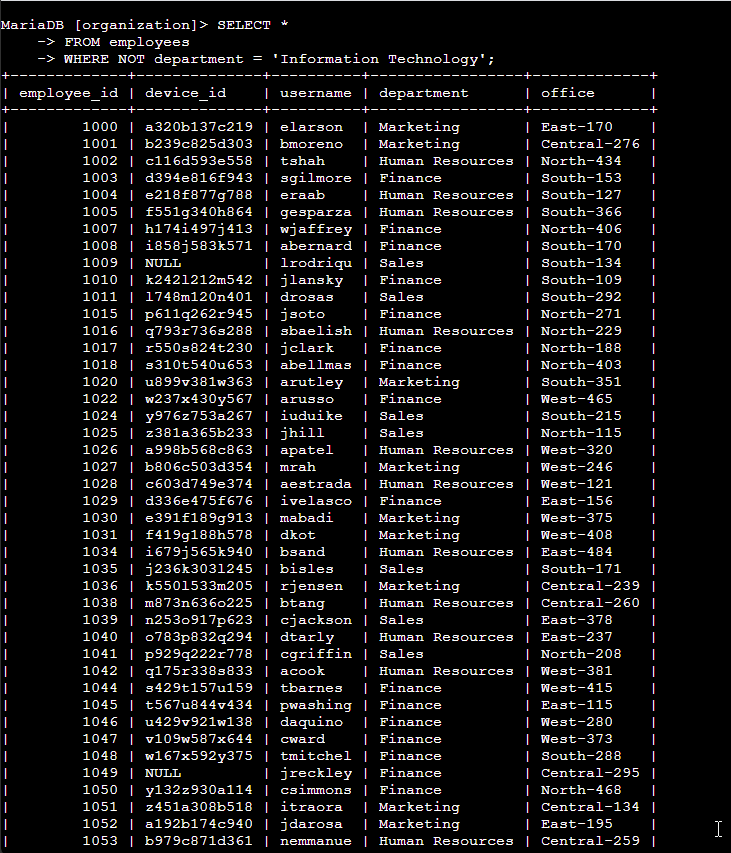 MariaDB [organization]> SELECT *
    -> FROM employees
    -> WHERE NOT department = 'Information Technology';
+-------------+--------------+----------+-----------------+-------------+
| employee_id | device_id    | username | department      | office      |
+-------------+--------------+----------+-----------------+-------------+
|        1000 | a320b137c219 | elarson  | Marketing       | East-170    |
|        1001 | b239c825d303 | bmoreno  | Marketing       | Central-276 |
|        1002 | c116d593e558 | tshah    | Human Resources | North-434   |
|        1003 | d394e816f943 | sgilmore | Finance         | South-153   |
|        1004 | e218f877g788 | eraab    | Human Resources | South-127   |
|        1005 | f551g340h864 | gesparza | Human Resources | South-366   |
|        1007 | h174i497j413 | wjaffrey | Finance         | North-406   |
|        1008 | i858j583k571 | abernard | Finance         | South-170   |
|        1009 | NULL         | lrodriqu | Sales           | South-134   |
|        1010 | k242l212m542 | jlansky  | Finance         | South-109   |
|        1011 | l748m120n401 | drosas   | Sales           | South-292   |
|        1015 | p611q262r945 | jsoto    | Finance         | North-271   |
|        1016 | q793r736s288 | sbaelish | Human Resources | North-229   |
|        1017 | r550s824t230 | jclark   | Finance         | North-188   |
|        1018 | s310t540u653 | abellmas | Finance         | North-403   |
|        1020 | u899v381w363 | arutley  | Marketing       | South-351   |
|        1022 | w237x430y567 | arusso   | Finance         | West-465    |
|        1024 | y976z753a267 | iuduike  | Sales           | South-215   |
|        1025 | z381a365b233 | jhill    | Sales           | North-115   |
|        1026 | a998b568c863 | apatel   | Human Resources | West-320    |
|        1027 | b806c503d354 | mrah     | Marketing       | West-246    |
|        1028 | c603d749e374 | aestrada | Human Resources | West-121    |
|        1029 | d336e475f676 | ivelasco | Finance         | East-156    |
|        1030 | e391f189g913 | mabadi   | Marketing       | West-375    |
|        1031 | f419g188h578 | dkot     | Marketing       | West-408    |
|        1034 | i679j565k940 | bsand    | Human Resources | East-484    |
|        1035 | j236k303l245 | bisles   | Sales           | South-171   |
|        1036 | k550l533m205 | rjensen  | Marketing       | Central-239 |
|        1038 | m873n636o225 | btang    | Human Resources | Central-260 |
|        1039 | n253o917p623 | cjackson | Sales           | East-378    |
|        1040 | o783p832q294 | dtarly   | Human Resources | East-237    |
|        1041 | p929q222r778 | cgriffin | Sales           | North-208   |
|        1042 | q175r338s833 | acook    | Human Resources | West-381    |
|        1044 | s429t157u159 | tbarnes  | Finance         | West-415    |
|        1045 | t567u844v434 | pwashing | Finance         | East-115    |
|        1046 | u429v921w138 | daquino  | Finance         | West-280    |
|        1047 | v109w587x644 | cward    | Finance         | West-373    |
|        1048 | w167x592y375 | tmitchel | Finance         | South-288   |
|        1049 | NULL         | jreckley | Finance         | Central-295 |
|        1050 | y132z930a114 | csimmons | Finance         | North-468   |
|        1051 | z451a308b518 | itraora  | Marketing       | Central-134 |
|        1052 | a192b174c940 | jdarosa  | Marketing       | East-195    |
|        1053 | b979c871d361 | nemmanue | Human Resources | Central-259 |